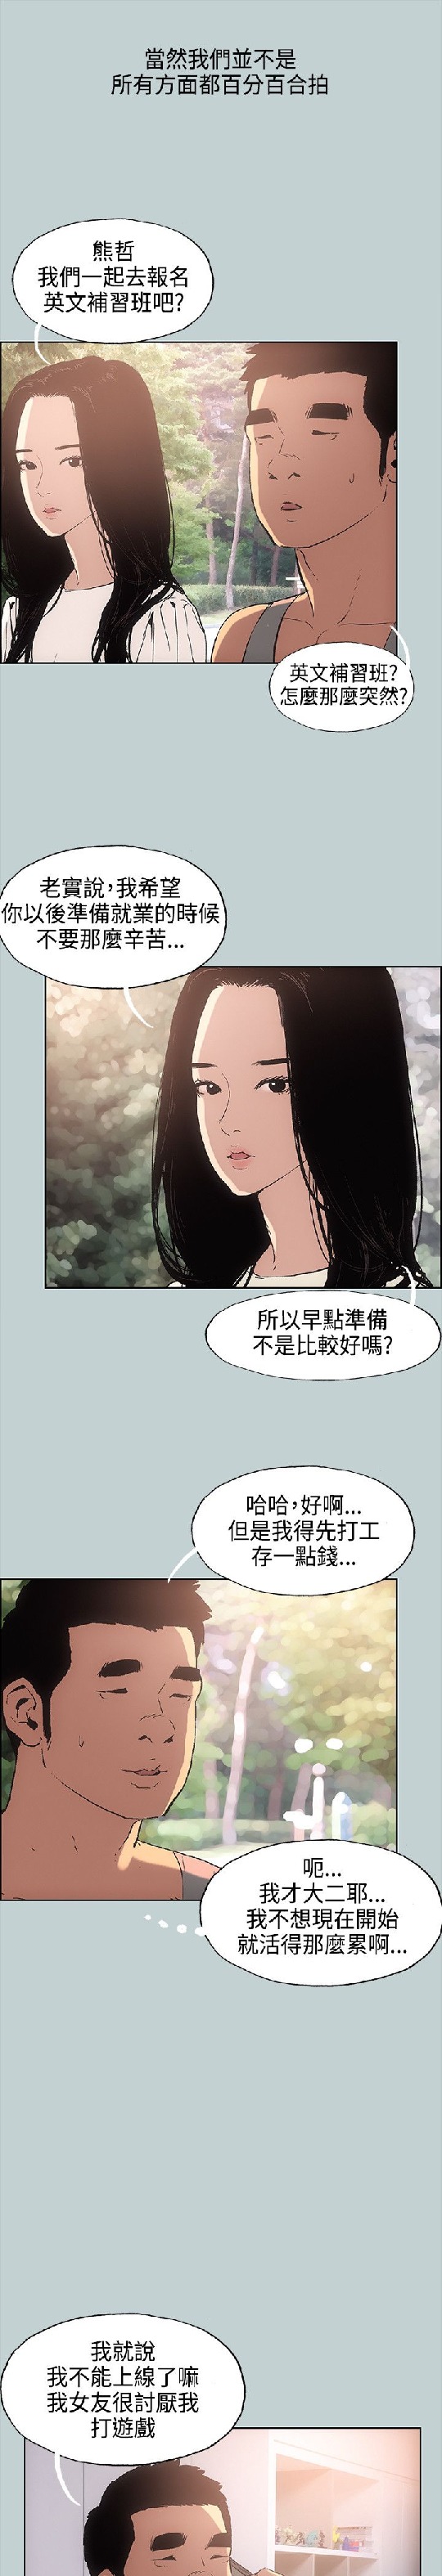 當然我們並不是
所有方面都百分百合拍
熊哲
我們一起去報名
英文補習班吧?
英文補習班?
怎麼那麼突然?
老實說,我希望
你以後準備就業的時候
不要那麼辛苦...
所以早點準備
不是比較好嗎?
哈哈,好啊...
但是我得先打工
存一點錢...
呃...
我才大二耶...
我不想現在開始
就活得那麼累啊...
我就說
我不能上線了嘛
我女友很討厭我
打遊戲